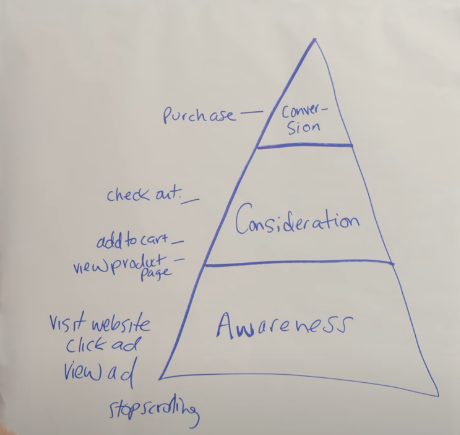 Purchase
Conver-
sion
check out
Consideration
add to cart
view product
page
Awareness
Visit website
click ad
view ad
stop scrolling